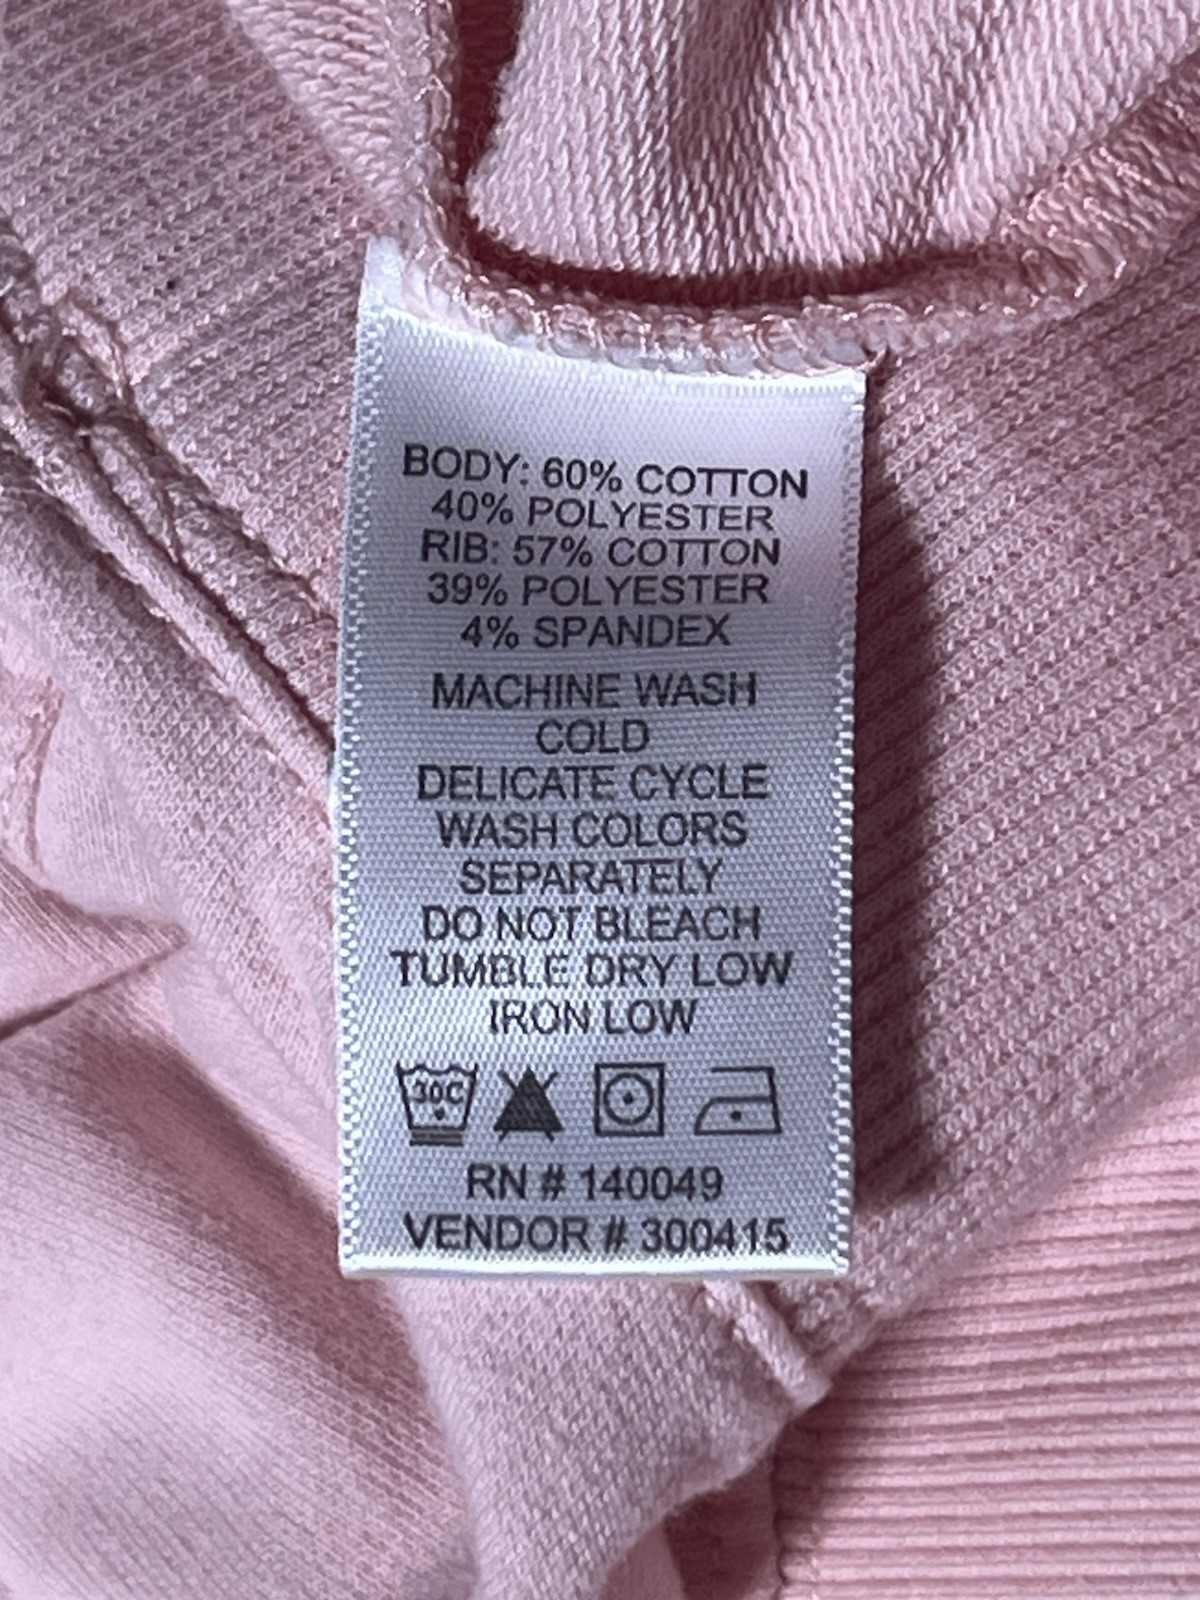 BODY: 60% COTTON
40% POLYESTER
RIB: 57% COTTON
39% POLYESTER
4% SPANDEX
MACHINE WASH
COLD
DELICATE CYCLE
WASH COLORS
SEPARATELY
DO NOT BLEACH
TUMBLE DRY LOW
IRON LOW
30C
RN # 140049
VENDOR # 300415